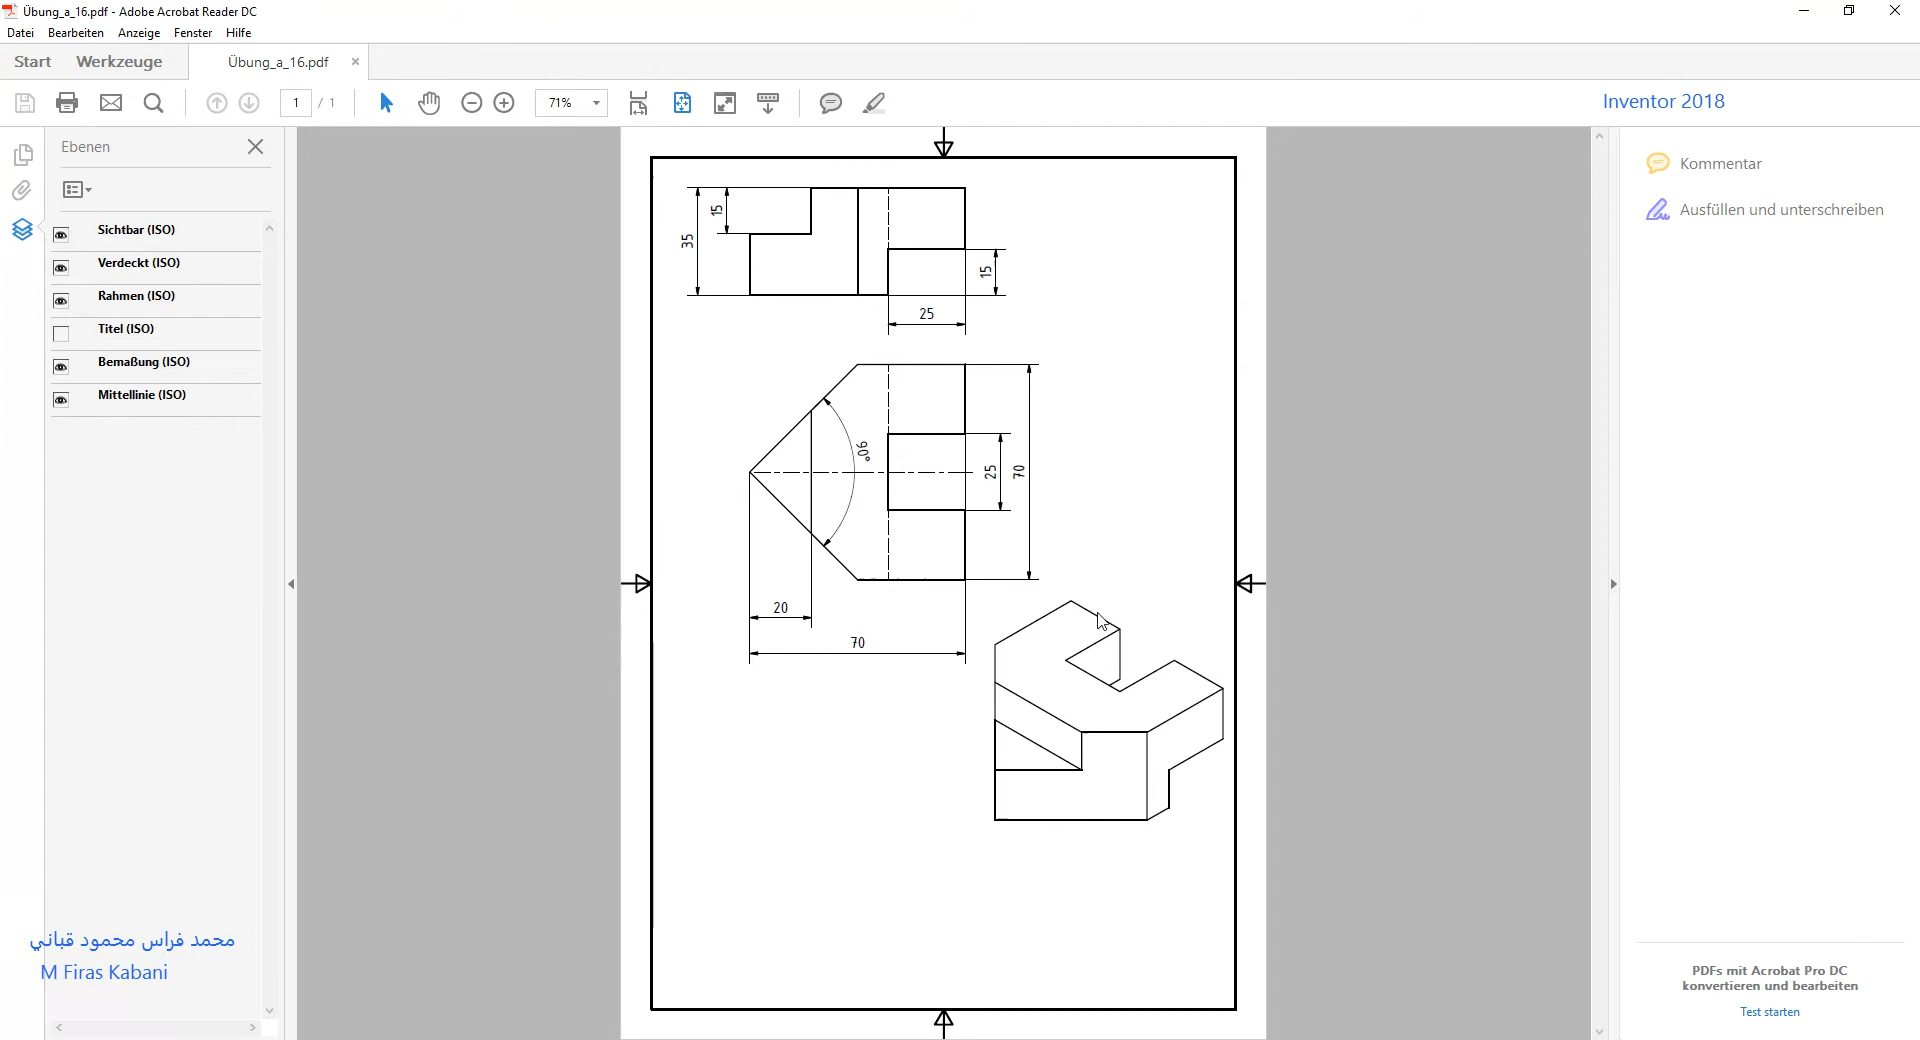 Übung_a_16.pdf - Adobe Acrobat Reader DC
Datei Bearbeiten Anzeige Fenster Hilfe
Start Werkzeuge Übung_a_16.pdf
1 / 1 71% Inventor 2018
Ebenen
Sichtbar (ISO)
Verdeckt (ISO)
Rahmen (ISO)
Titel (ISO)
Bemaßung (ISO)
Mittellinie (ISO)
محمد فراس محمود قباني
M Firas Kabani
15
35
15
25
90°
25
70
20
70
Kommentar
Ausfüllen und unterschreiben
PDFs mit Acrobat Pro DC
konvertieren und bearbeiten
Test starten